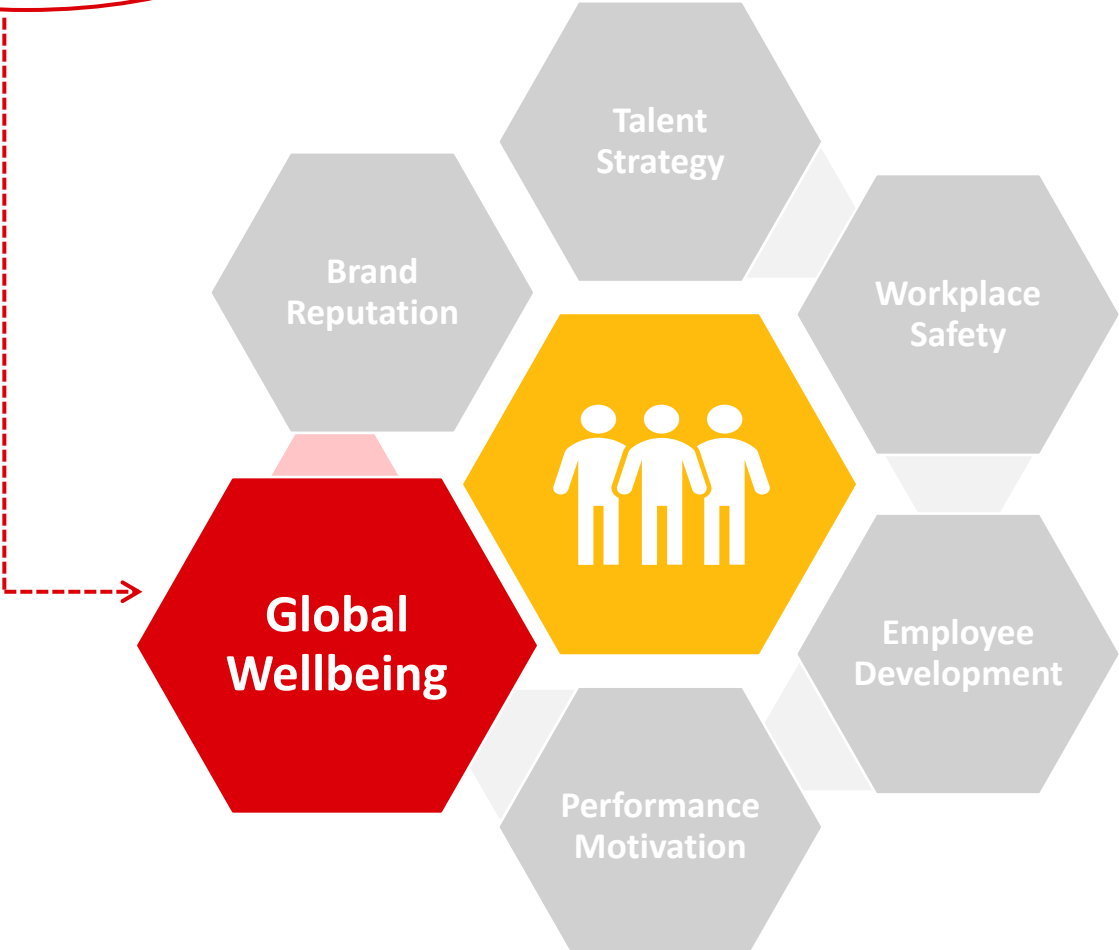 Talent
Strategy
Brand
Reputation
Workplace
Safety
Global
Wellbeing
Employee
Development
Performance
Motivation